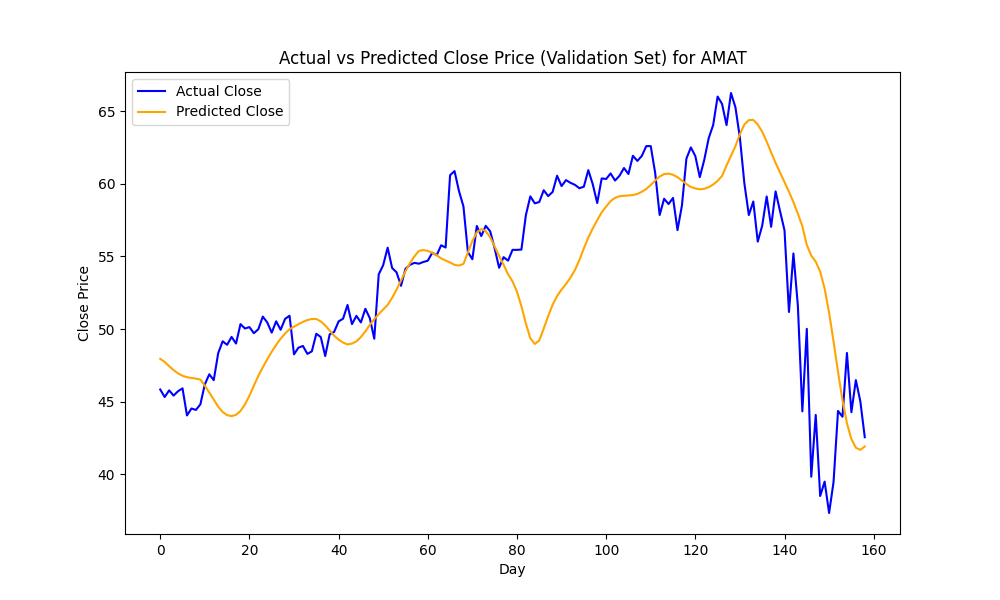 Actual vs Predicted Close Price (Validation Set) for AMAT
Actual Close
Predicted Close
Close Price
65
60
55
50
45
40
0 20 40 60 80 100 120 140 160
Day